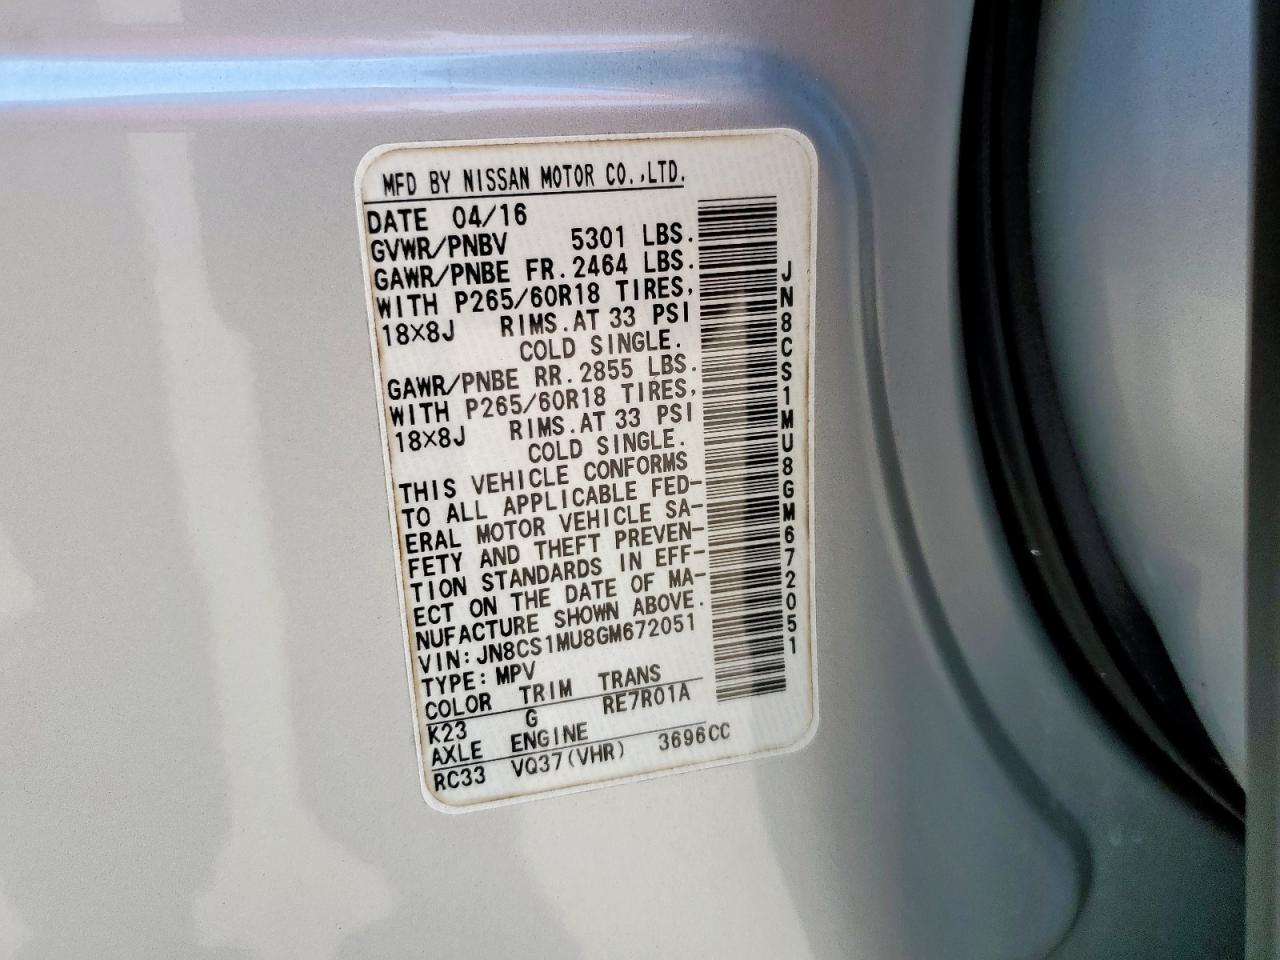 MFD BY NISSAN MOTOR CO.,LTD.
DATE 04/16
GVWR/PNBV 5301 LBS.
GAWR/PNBE FR. 2464 LBS.
WITH P265/60R18 TIRES,
18×8J RIMS.AT 33 PSI
COLD SINGLE.
GAWR/PNBE RR. 2855 LBS.
WITH P265/60R18 TIRES,
18×8J RIMS.AT 33 PSI
COLD SINGLE.
THIS VEHICLE CONFORMS
TO ALL APPLICABLE FED-
ERAL MOTOR VEHICLE SA-
FETY AND THEFT PREVEN-
TION STANDARDS IN EFF-
ECT ON THE DATE OF MA-
NUFACTURE SHOWN ABOVE.
VIN: JN8CS1MU8GM672051
TYPE: MPV
COLOR TRIM TRANS
K23 G RE7R01A
AXLE ENGINE
RC33 VQ37(VHR) 3696CC
JN8CS1MU8GM672051